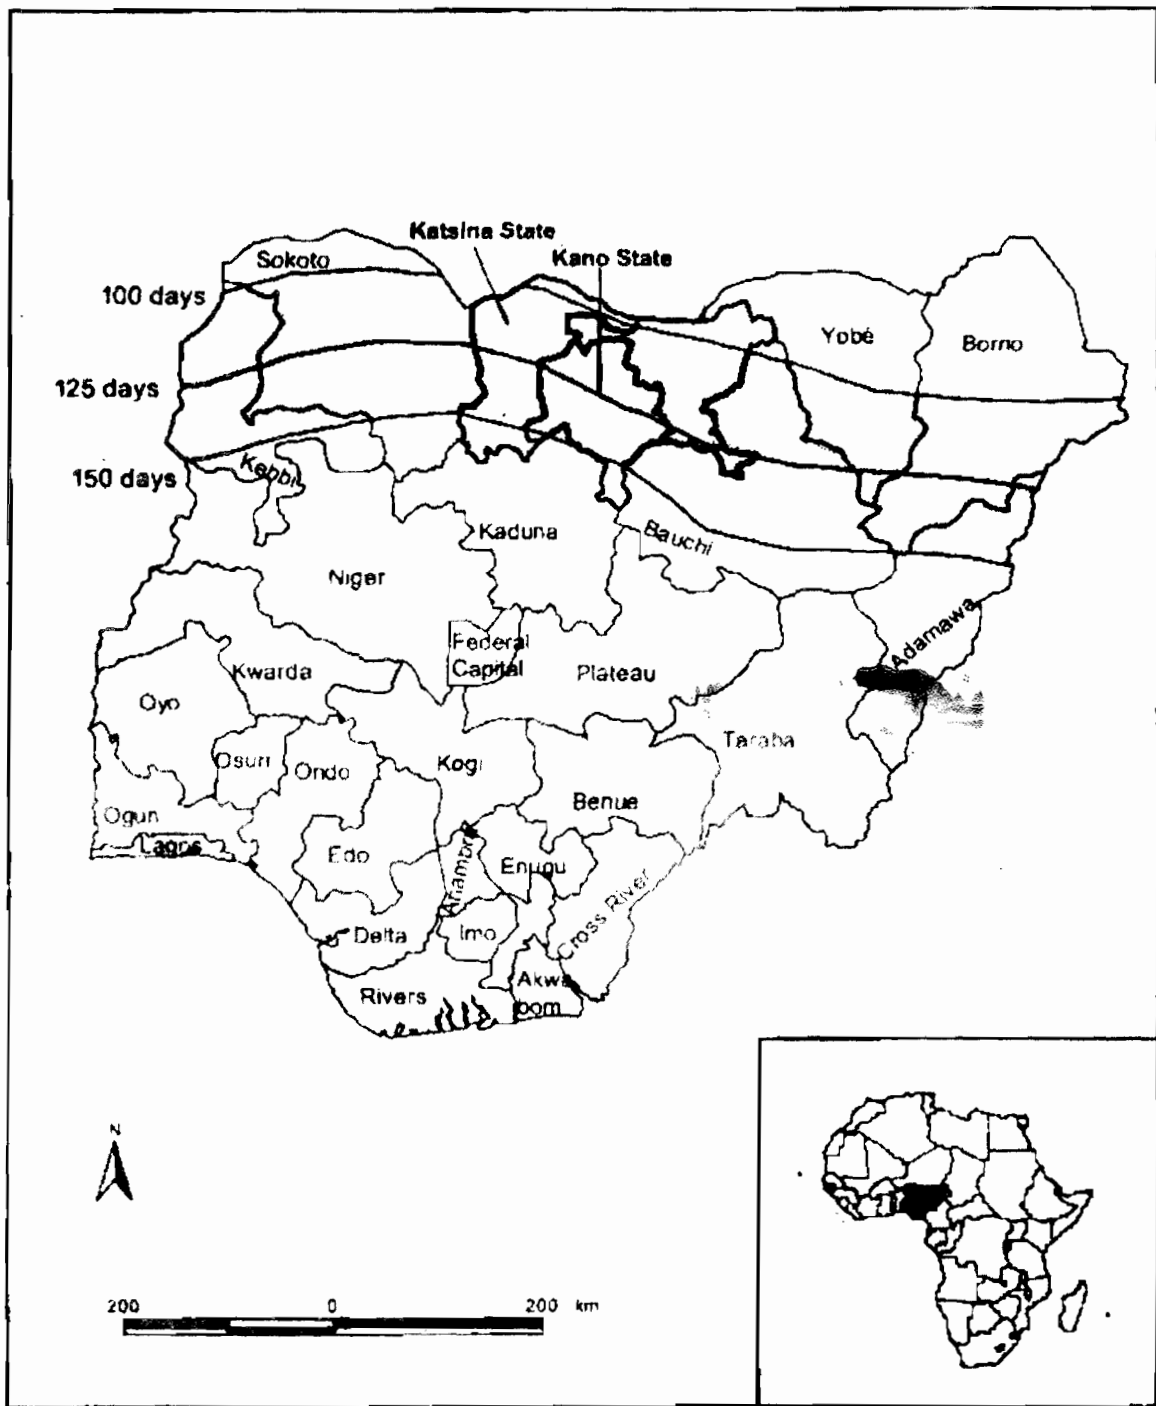 Katsina State
Sokoto
Kano State
100 days
Yobé
Borno
125 days
150 days
Kebbi
Kaduna
Bauchi
Niger
Federal
Capital
Adamawa
Kwarda
Plateau
Oyo
Taraba
Osun
Ondo
Kogi
Benue
Ogun
Lagos
Edo
Anambra
Enugu
Cross River
Delta
Imo
Rivers
Akwa
bom
N
200 0 200 km